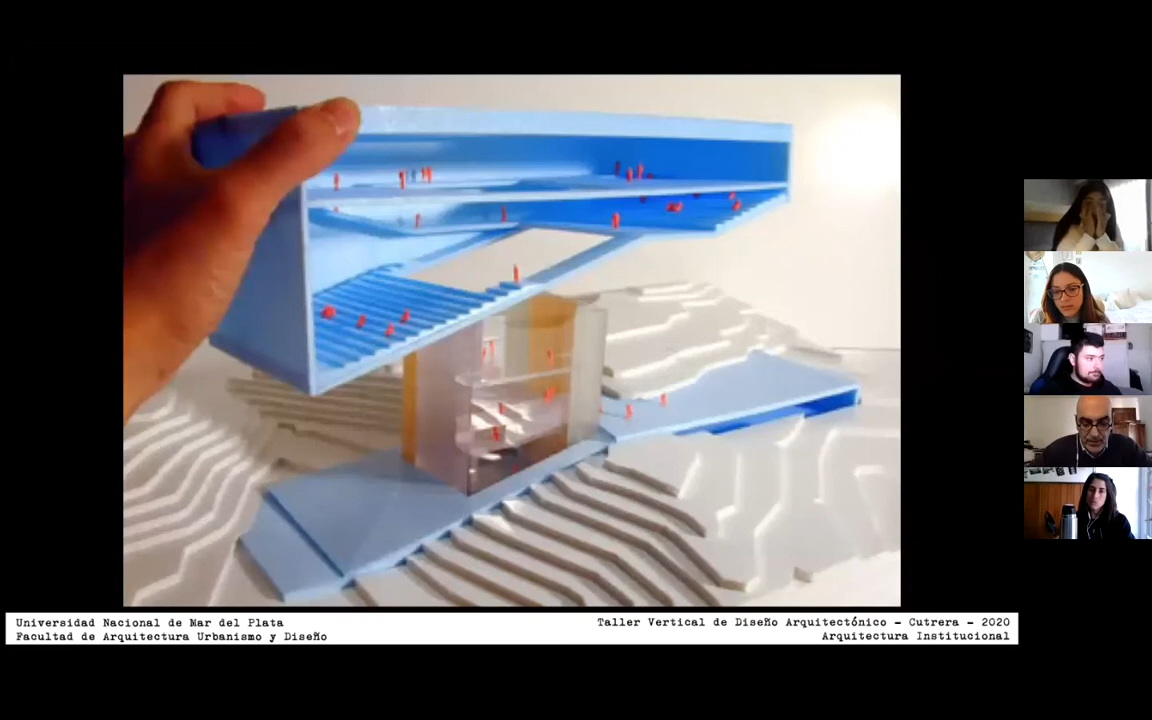 Universidad Nacional de Mar del Plata
Facultad de Arquitectura Urbanismo y Diseño
Taller Vertical de Diseño Arquitectónico - Cutrera - 2020
Arquitectura Institucional